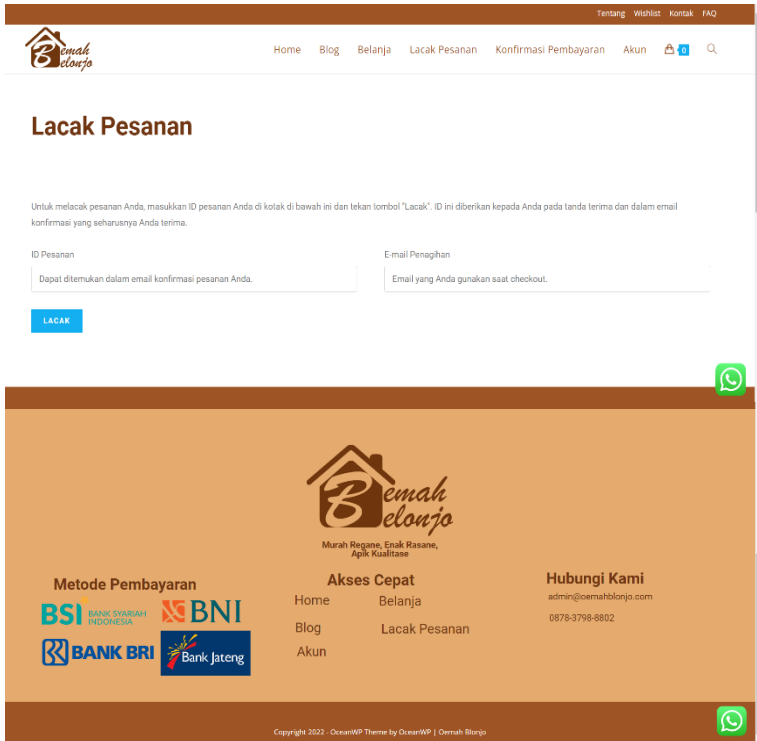 Tentang Wishlist Kontak FAQ
Bemah
Belonjo
Home Blog Belanja Lacak Pesanan Konfirmasi Pembayaran Akun 0
Lacak Pesanan
Untuk melacak pesanan Anda, masukkan ID pesanan Anda di kotak di bawah ini dan tekan tombol "Lacak". ID ini diberikan kepada Anda pada tanda terima dan dalam email
konfirmasi yang seharusnya Anda terima.
ID Pesanan E-mail Penagihan
Dapat ditemukan dalam email konfirmasi pesanan Anda. Email yang Anda gunakan saat checkout.
LACAK
Bemah
Belonjo
Murah Regane, Enak Rasane,
Apik Kualitase
Metode Pembayaran
BSI BANK SYARIAH
INDONESIA
BNI
BANK BRI
Bank Jateng
Akses Cepat
Home Belanja
Blog Lacak Pesanan
Akun
Hubungi Kami
admin@oemahblonjo.com
0878-3798-8802
Copyright 2022 - OceanWP Theme by OceanWP | Oemah Blonjo